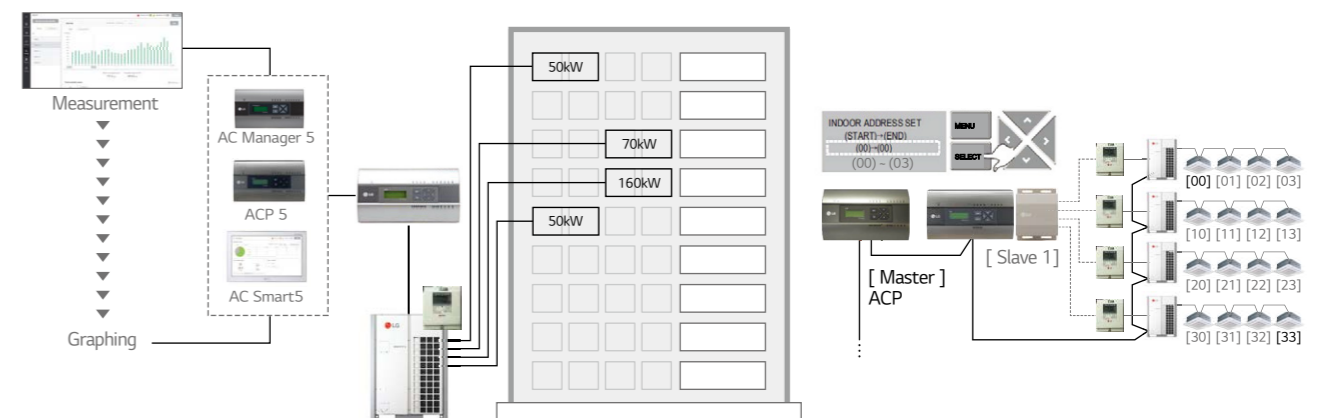 Measurement
AC Manager 5
ACP 5
AC Smart5
Graphing
LG
50kW
70kW
160kW
50kW
INDOOR ADDRESS SET
(START)→(END)
(00)→(00)
(00) – (03)
MENU
SELECT
[ Master ]
ACP
[ Slave 1]
[00] [01] [02] [03]
[10] [11] [12] [13]
[20] [21] [22] [23]
[30] [31] [32] [33]